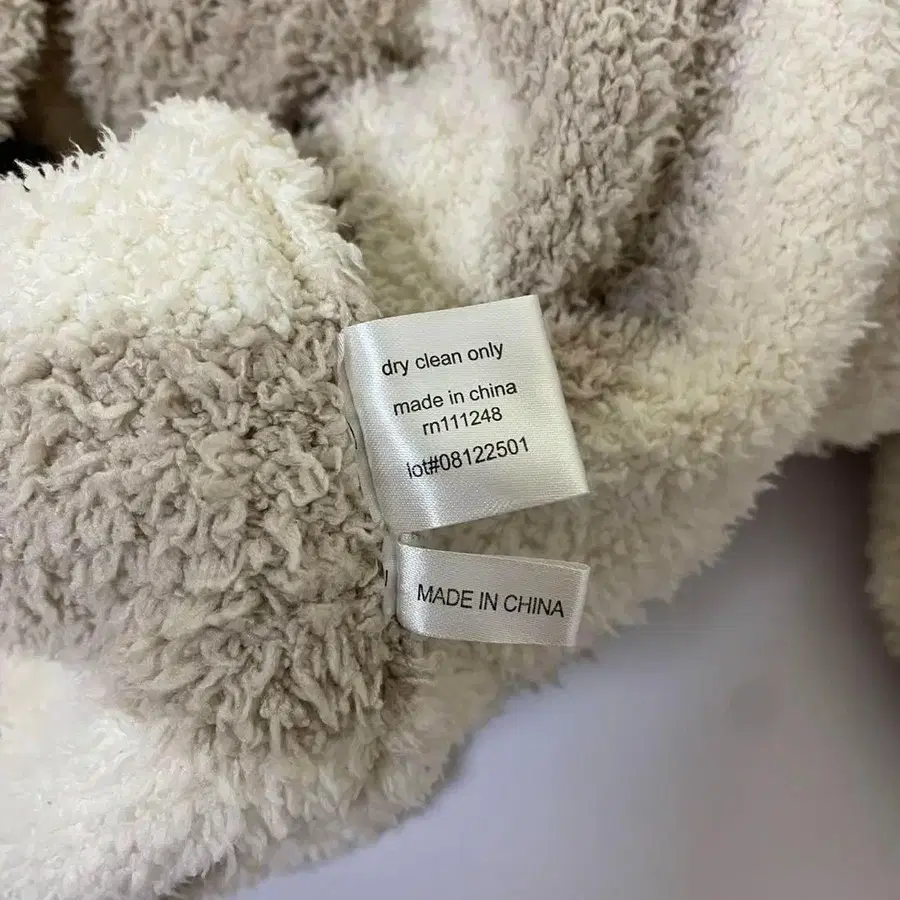 dry clean only
made in china
rn111248
lot#08122501
MADE IN CHINA